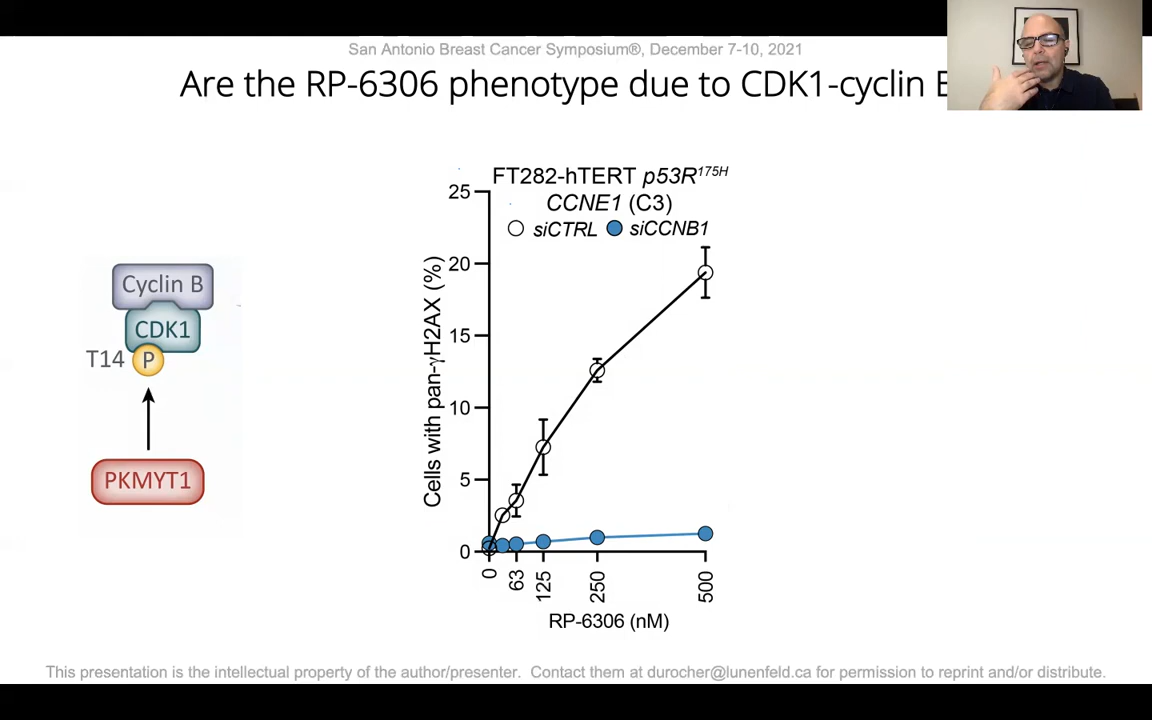 San Antonio Breast Cancer Symposium®, December 7-10, 2021
Are the RP-6306 phenotype due to CDK1-cyclin
Cyclin B
CDK1
T14 P
PKMYT1
FT282-hTERT p53R175H
CCNE1 (C3)
siCTRL siCCNB1
Cells with pan-γH2AX (%)
25
20
15
10
5
0
0 63 125 250 500
RP-6306 (nM)
This presentation is the intellectual property of the author/presenter. Contact them at durocher@lunenfeld.ca for permission to reprint and/or distribute.